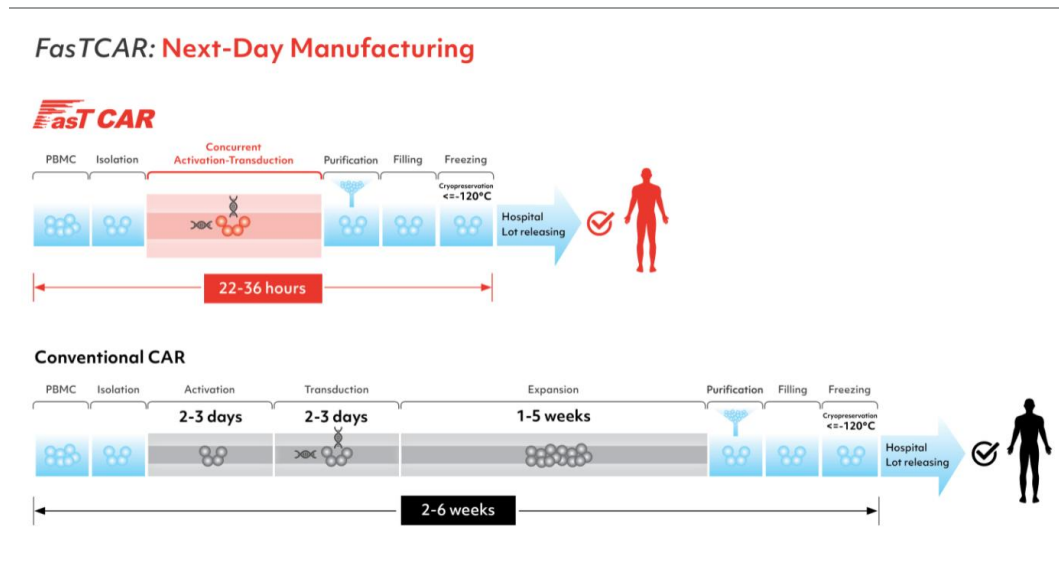 FasTCAR: Next-Day Manufacturing
FasT CAR
PBMC
Isolation
Concurrent
Activation-Transduction
Purification
Filling
Freezing
Cryopreservation
<=-120°C
Hospital
Lot releasing
22-36 hours
Conventional CAR
PBMC
Isolation
Activation
Transduction
Expansion
Purification
Filling
Freezing
2-3 days
2-3 days
1-5 weeks
Cryopreservation
<=-120°C
Hospital
Lot releasing
2-6 weeks